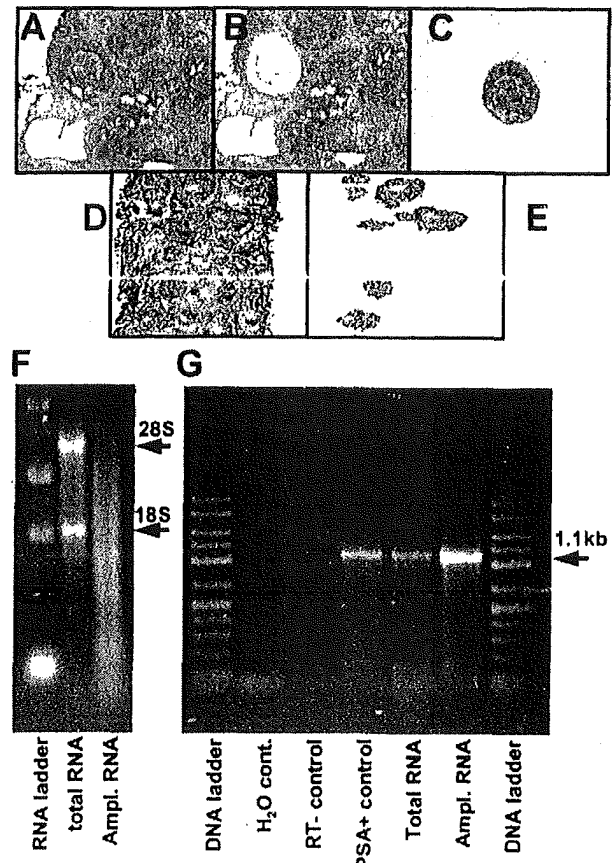 A
B
C
D
E
F
G
28S
18S
1.1kb
RNA ladder
total RNA
Ampl. RNA
DNA ladder
H₂O cont.
RT- control
PSA+ control
Total RNA
Ampl. RNA
DNA ladder